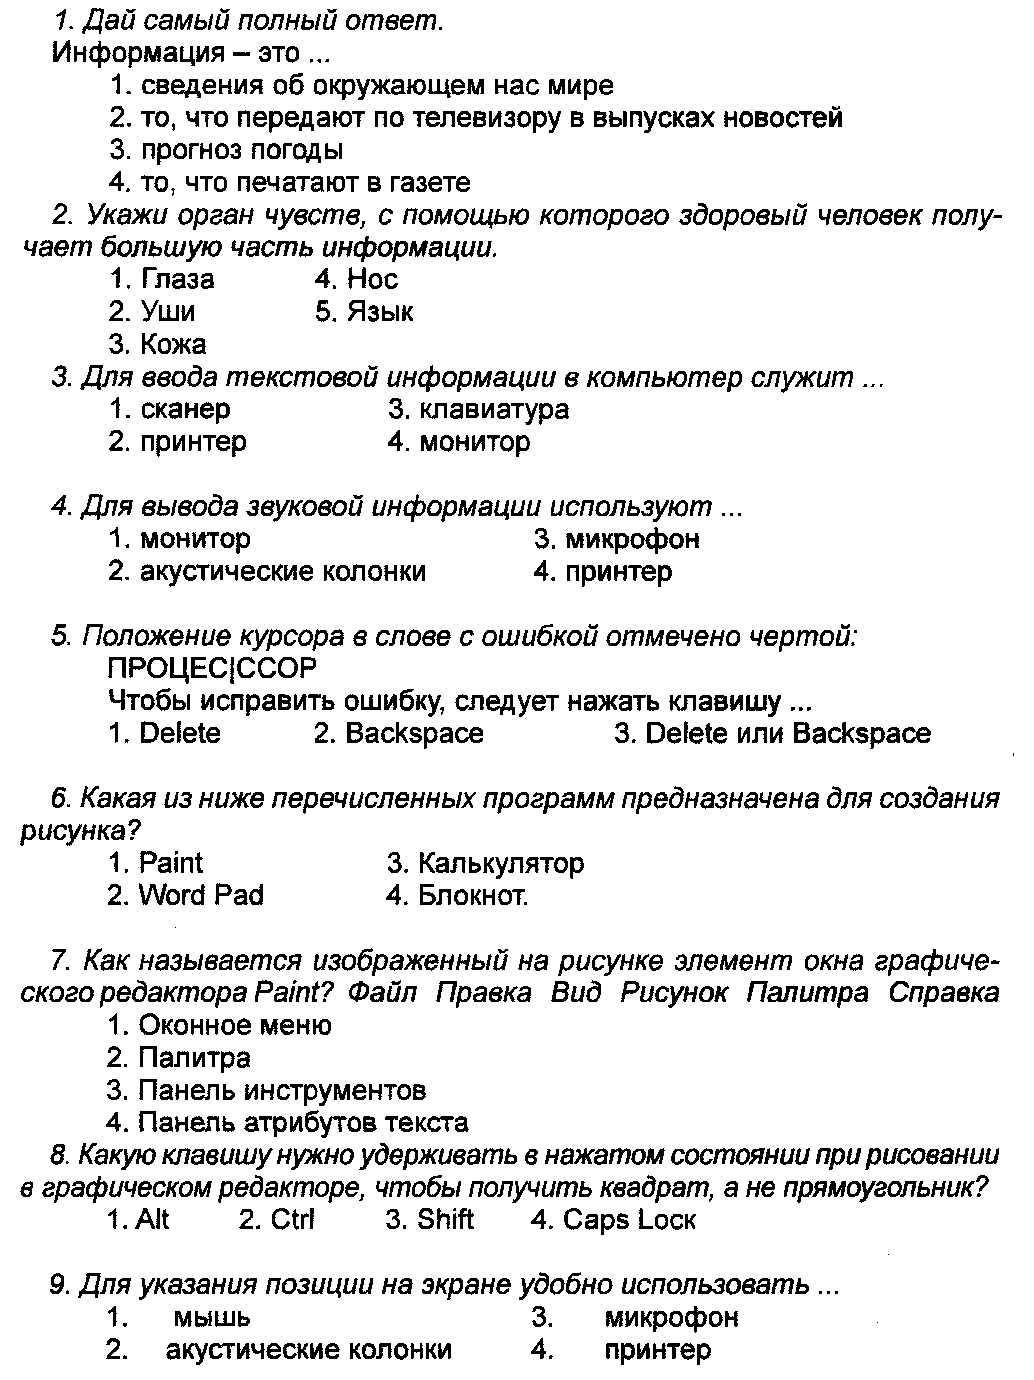 1. Дай самый полный ответ.
Информация – это ...
1. сведения об окружающем нас мире
2. то, что передают по телевизору в выпусках новостей
3. прогноз погоды
4. то, что печатают в газете
2. Укажи орган чувств, с помощью которого здоровый человек полу-
чает большую часть информации.
1. Глаза 4. Нос
2. Уши 5. Язык
3. Кожа
3. Для ввода текстовой информации в компьютер служит ...
1. сканер 3. клавиатура
2. принтер 4. монитор
4. Для вывода звуковой информации используют ...
1. монитор 3. микрофон
2. акустические колонки 4. принтер
5. Положение курсора в слове с ошибкой отмечено чертой:
ПРОЦЕС|ССОР
Чтобы исправить ошибку, следует нажать клавишу ...
1. Delete 2. Backspace 3. Delete или Backspace
6. Какая из ниже перечисленных программ предназначена для создания
рисунка?
1. Paint 3. Калькулятор
2. Word Pad 4. Блокнот.
7. Как называется изображенный на рисунке элемент окна графиче-
ского редактора Paint? Файл Правка Вид Рисунок Палитра Справка
1. Оконное меню
2. Палитра
3. Панель инструментов
4. Панель атрибутов текста
8. Какую клавишу нужно удерживать в нажатом состоянии при рисовании
в графическом редакторе, чтобы получить квадрат, а не прямоугольник?
1. Alt 2. Ctrl 3. Shift 4. Caps Lock
9. Для указания позиции на экране удобно использовать ...
1. мышь 3. микрофон
2. акустические колонки 4. принтер